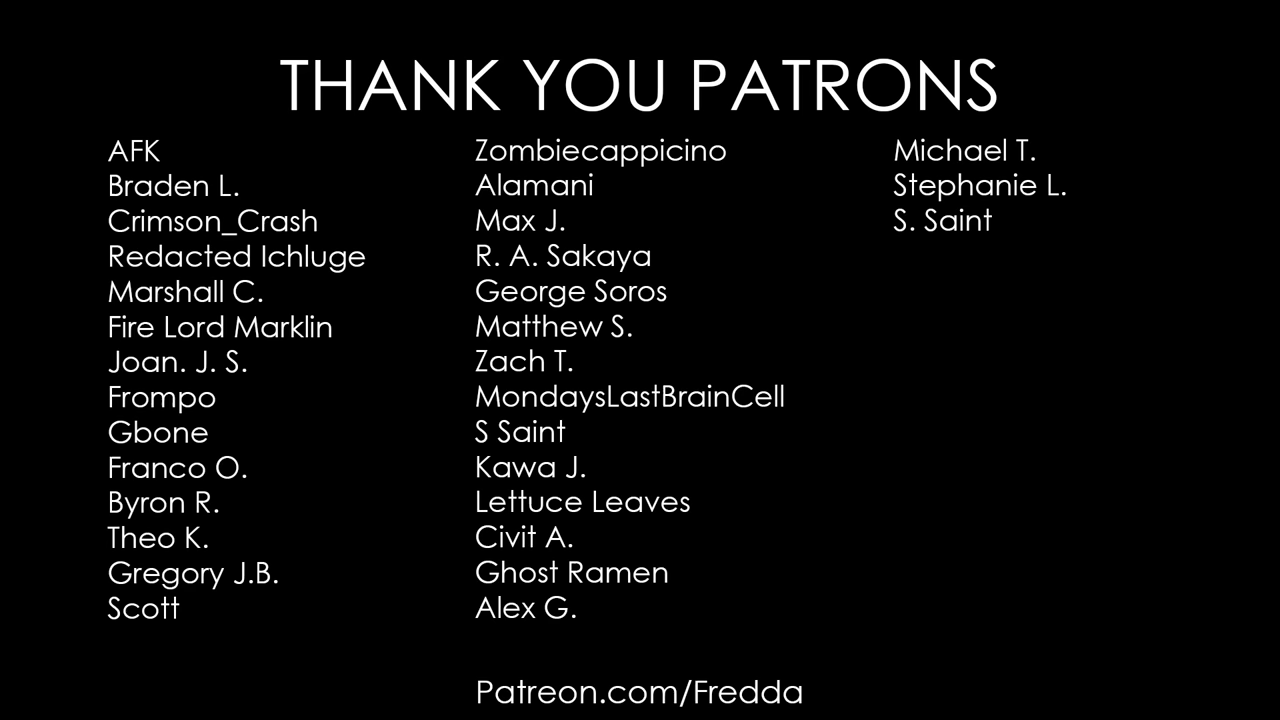 THANK YOU PATRONS
AFK
Braden L.
Crimson_Crash
Redacted Ichluge
Marshall C.
Fire Lord Marklin
Joan. J. S.
Frompo
Gbone
Franco O.
Byron R.
Theo K.
Gregory J.B.
Scott
Zombiecappicino
Alamani
Max J.
R. A. Sakaya
George Soros
Matthew S.
Zach T.
MondaysLastBrainCell
S Saint
Kawa J.
Lettuce Leaves
Civit A.
Ghost Ramen
Alex G.
Michael T.
Stephanie L.
S. Saint
Patreon.com/Fredda